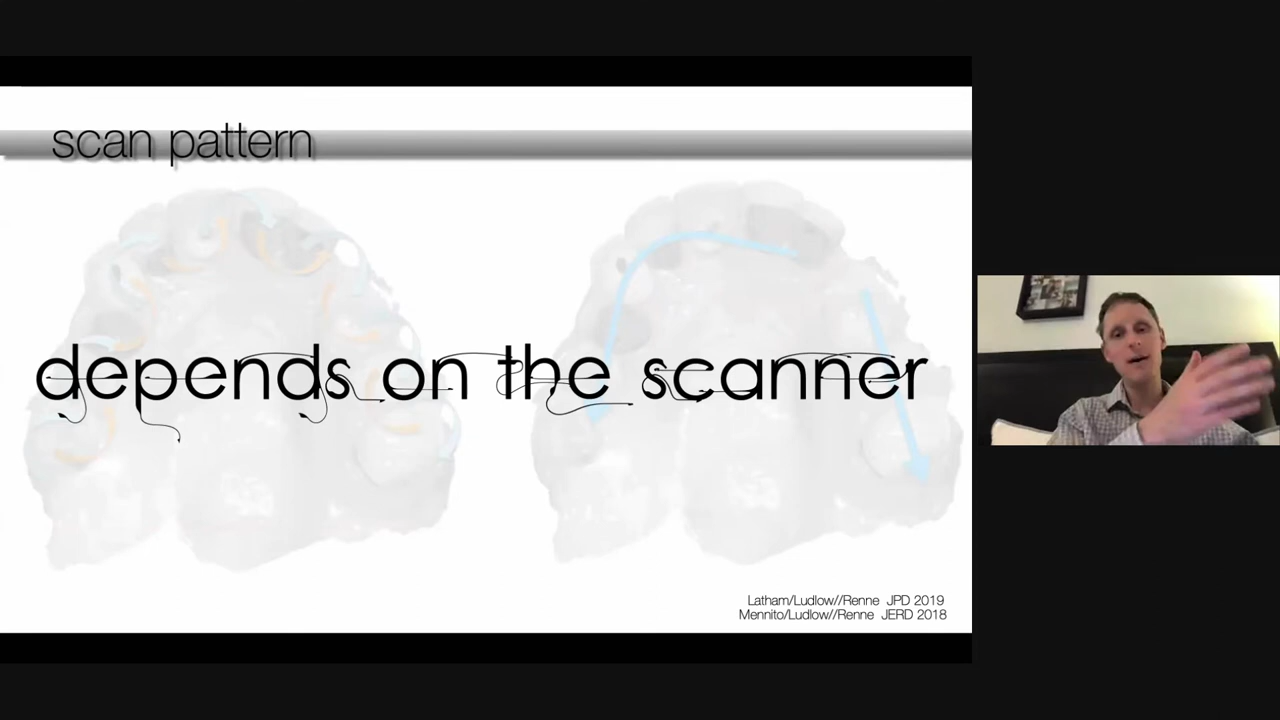 scan pattern
depends on the scanner
Latham/Ludlow//Renne JPD 2019
Mennito/Ludlow//Renne JERD 2018